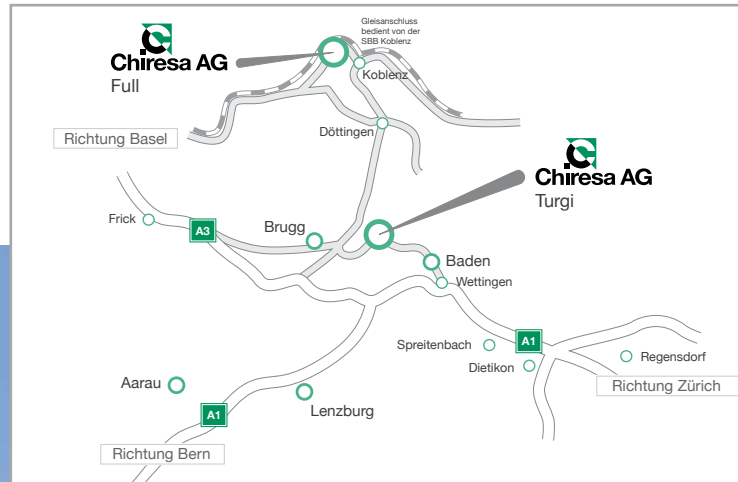 Gleisanschluss
bedient von der
SBB Koblenz
Chiresa AG
Full
Koblenz
Döttingen
Richtung Basel
Chiresa AG
Turgi
Frick
A3
Brugg
Baden
Wettingen
Spreitenbach
A1
Dietikon
Regensdorf
Richtung Zürich
Aarau
Lenzburg
A1
Richtung Bern